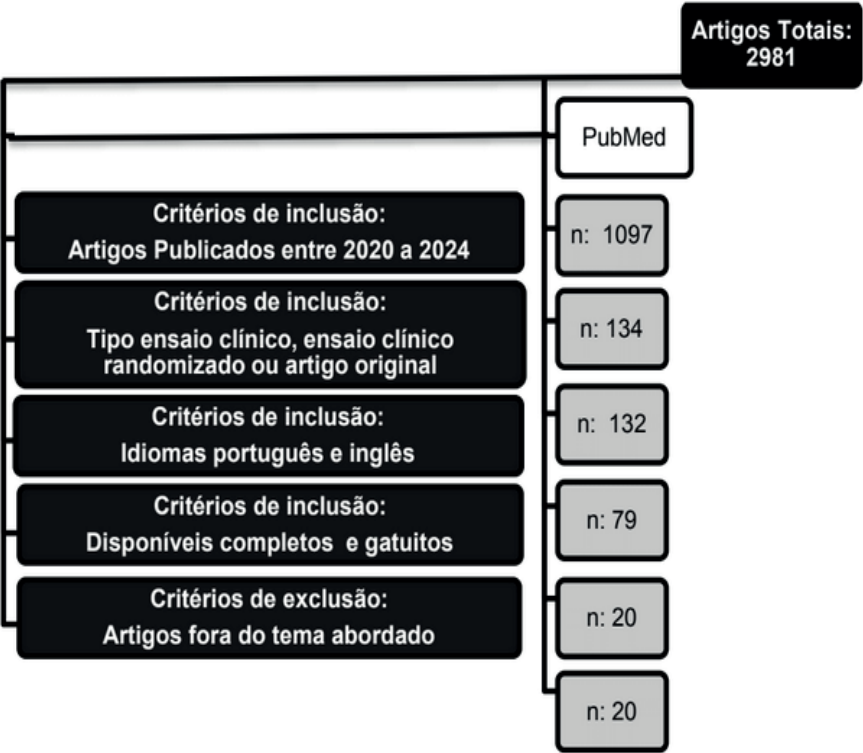 Artigos Totais:
2981
PubMed
Critérios de inclusão:
Artigos Publicados entre 2020 a 2024
n: 1097
Critérios de inclusão:
Tipo ensaio clínico, ensaio clínico
randomizado ou artigo original
n: 134
Critérios de inclusão:
Idiomas português e inglês
n: 132
Critérios de inclusão:
Disponíveis completos e gatuitos
n: 79
Critérios de exclusão:
Artigos fora do tema abordado
n: 20
n: 20